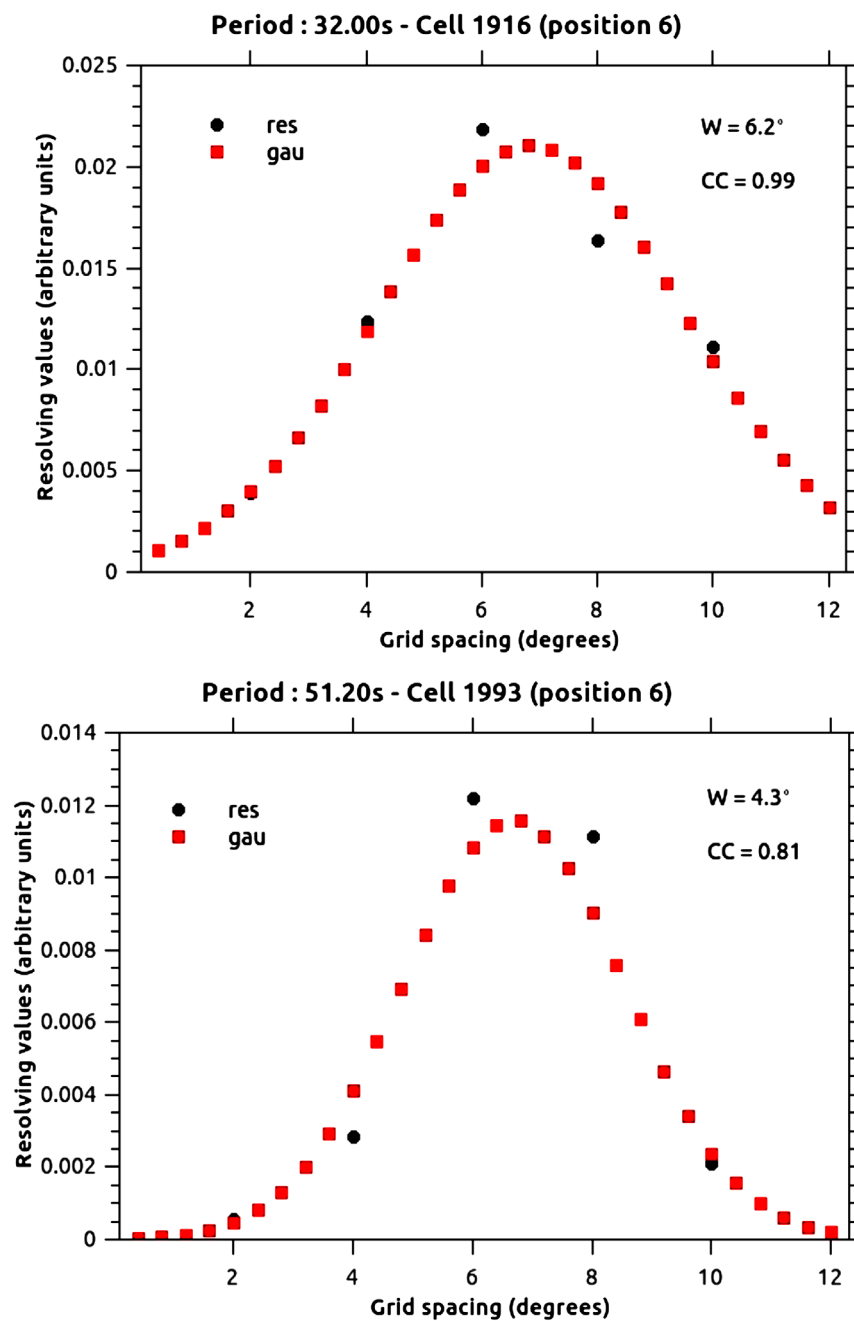 Period : 32.00s - Cell 1916 (position 6)
0.025
0.02
0.015
0.01
0.005
0
Resolving values (arbitrary units)
res
gau
W = 6.2°
CC = 0.99
2 4 6 8 10 12
Grid spacing (degrees)
Period : 51.20s - Cell 1993 (position 6)
0.014
0.012
0.01
0.008
0.006
0.004
0.002
0
Resolving values (arbitrary units)
res
gau
W = 4.3°
CC = 0.81
2 4 6 8 10 12
Grid spacing (degrees)